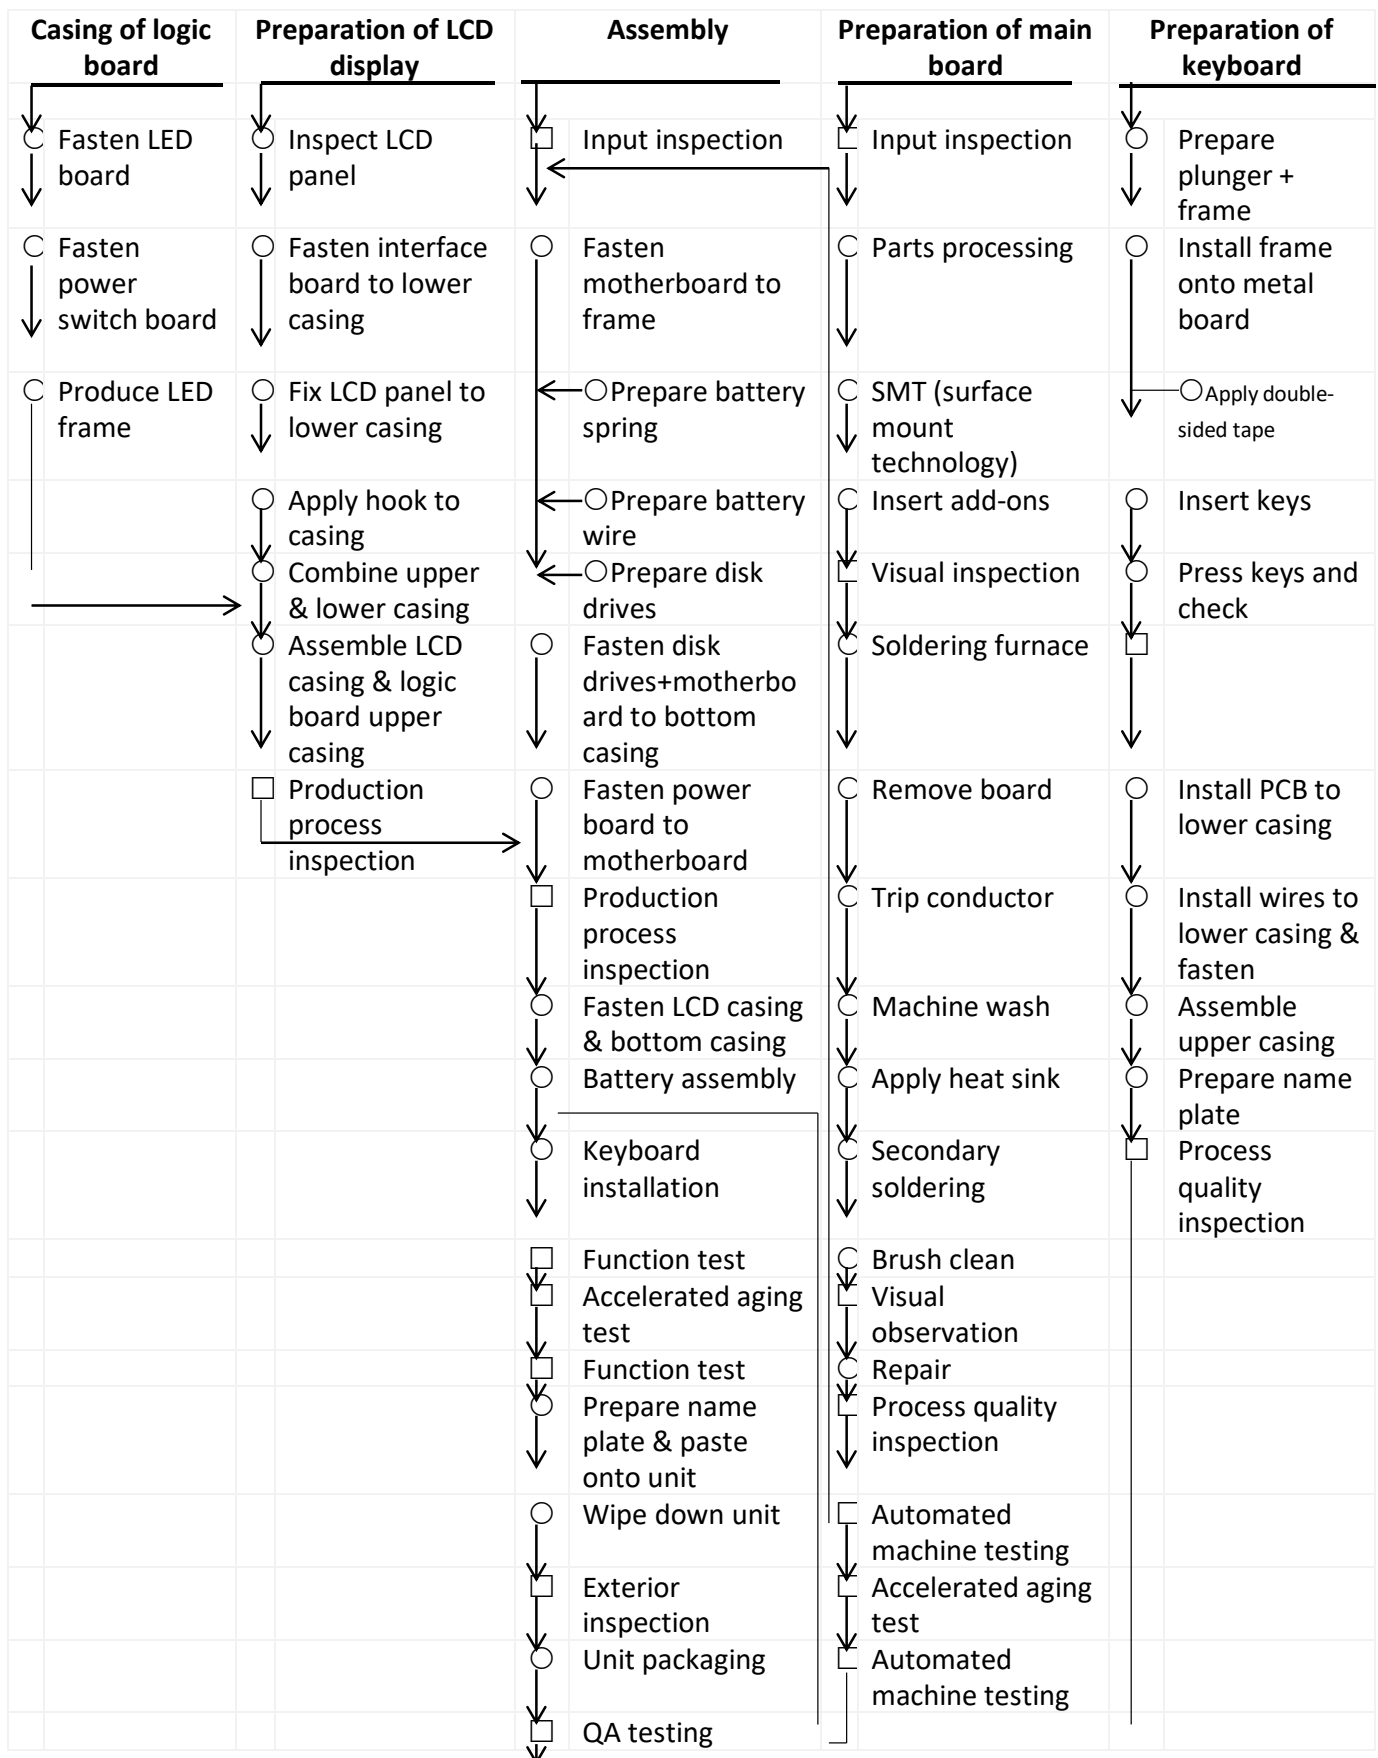 Casing of logic
board
Preparation of LCD
display
Assembly
Preparation of main
board
Preparation of
keyboard
Fasten LED
board
Inspect LCD
panel
Input inspection
Input inspection
Prepare
plunger +
frame
Fasten
power
switch board
Fasten interface
board to lower
casing
Fasten
motherboard to
frame
Parts processing
Install frame
onto metal
board
Produce LED
frame
Fix LCD panel to
lower casing
Prepare battery
spring
SMT (surface
mount
technology)
Apply double-
sided tape
Apply hook to
casing
Prepare battery
wire
Insert add-ons
Insert keys
Combine upper
& lower casing
Prepare disk
drives
Visual inspection
Press keys and
check
Assemble LCD
casing & logic
board upper
casing
Fasten disk
drives+motherbo
ard to bottom
casing
Soldering furnace
Production
process
inspection
Fasten power
board to
motherboard
Remove board
Install PCB to
lower casing
Production
process
inspection
Trip conductor
Install wires to
lower casing &
fasten
Fasten LCD casing
& bottom casing
Machine wash
Assemble
upper casing
Battery assembly
Apply heat sink
Prepare name
plate
Keyboard
installation
Secondary
soldering
Process
quality
inspection
Function test
Brush clean
Accelerated aging
test
Visual
observation
Function test
Repair
Prepare name
plate & paste
onto unit
Process quality
inspection
Wipe down unit
Automated
machine testing
Exterior
inspection
Accelerated aging
test
Unit packaging
Automated
machine testing
QA testing